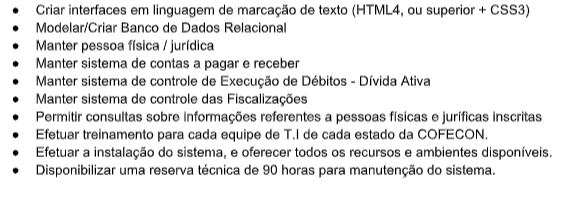 • Criar interfaces em linguagem de marcação de texto (HTML4, ou superior + CSS3)
• Modelar/Criar Banco de Dados Relacional
• Manter pessoa física / jurídica
• Manter sistema de contas a pagar e receber
• Manter sistema de controle de Execução de Débitos - Dívida Ativa
• Manter sistema de controle das Fiscalizações
• Permitir consultas sobre informações referentes a pessoas físicas e juríficas inscritas
• Efetuar treinamento para cada equipe de T.I de cada estado da COFECON.
• Efetuar a instalação do sistema, e oferecer todos os recursos e ambientes disponíveis.
• Disponibilizar uma reserva técnica de 90 horas para manutenção do sistema.